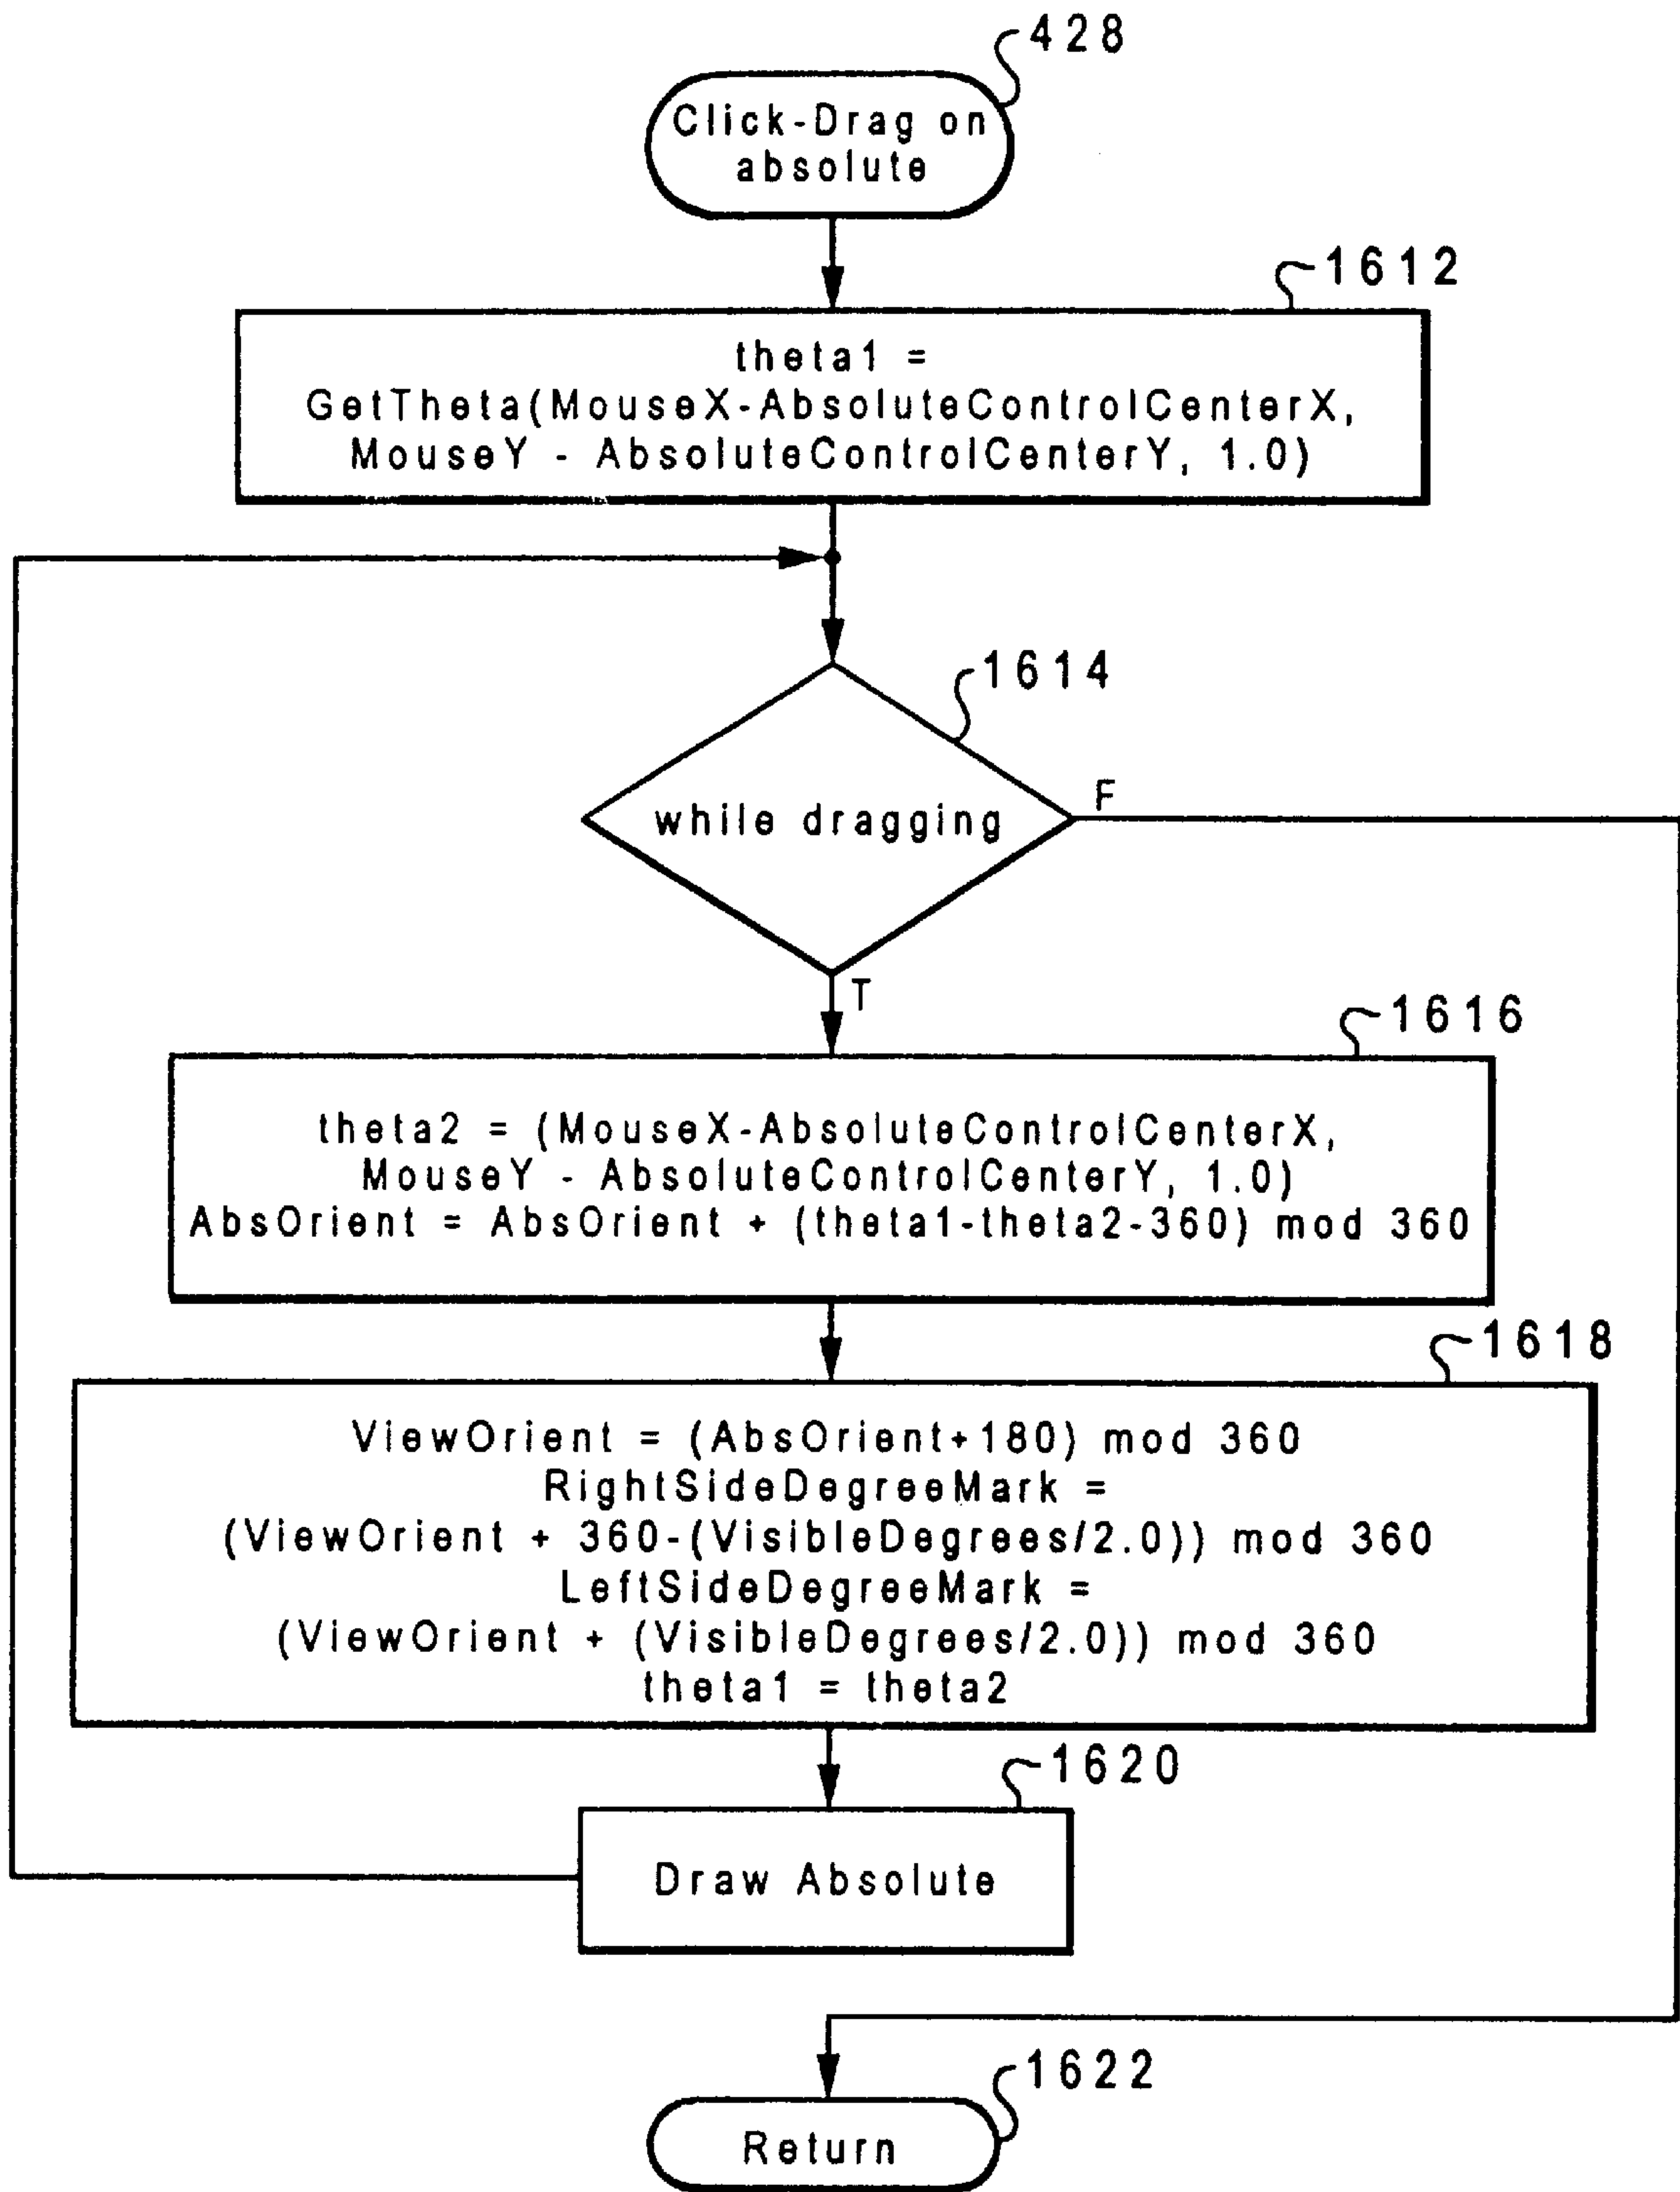 428
Click-Drag on
absolute
1612
theta1 =
GetTheta(MouseX-AbsoluteControlCenterX,
MouseY - AbsoluteControlCenterY, 1.0)
1614
while dragging
F
T
1616
theta2 = (MouseX-AbsoluteControlCenterX,
MouseY - AbsoluteControlCenterY, 1.0)
AbsOrient = AbsOrient + (theta1-theta2-360) mod 360
1618
ViewOrient = (AbsOrient+180) mod 360
RightSideDegreeMark =
(ViewOrient + 360-(VisibleDegrees/2.0)) mod 360
LeftSideDegreeMark =
(ViewOrient + (VisibleDegrees/2.0)) mod 360
theta1 = theta2
1620
Draw Absolute
1622
Return